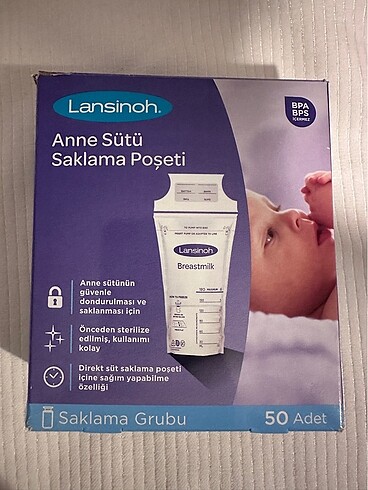 Lansinoh®
BPA
BPS
İÇERMEZ
Anne Sütü
Saklama Poşeti
Lansinoh
Breastmilk
Anne sütünün
güvenle
dondurulması ve
saklanması için
Önceden sterilize
edilmiş, kullanımı
kolay
Direkt süt saklama poşeti
içine sağım yapabilme
özelliği
Saklama Grubu
50 Adet